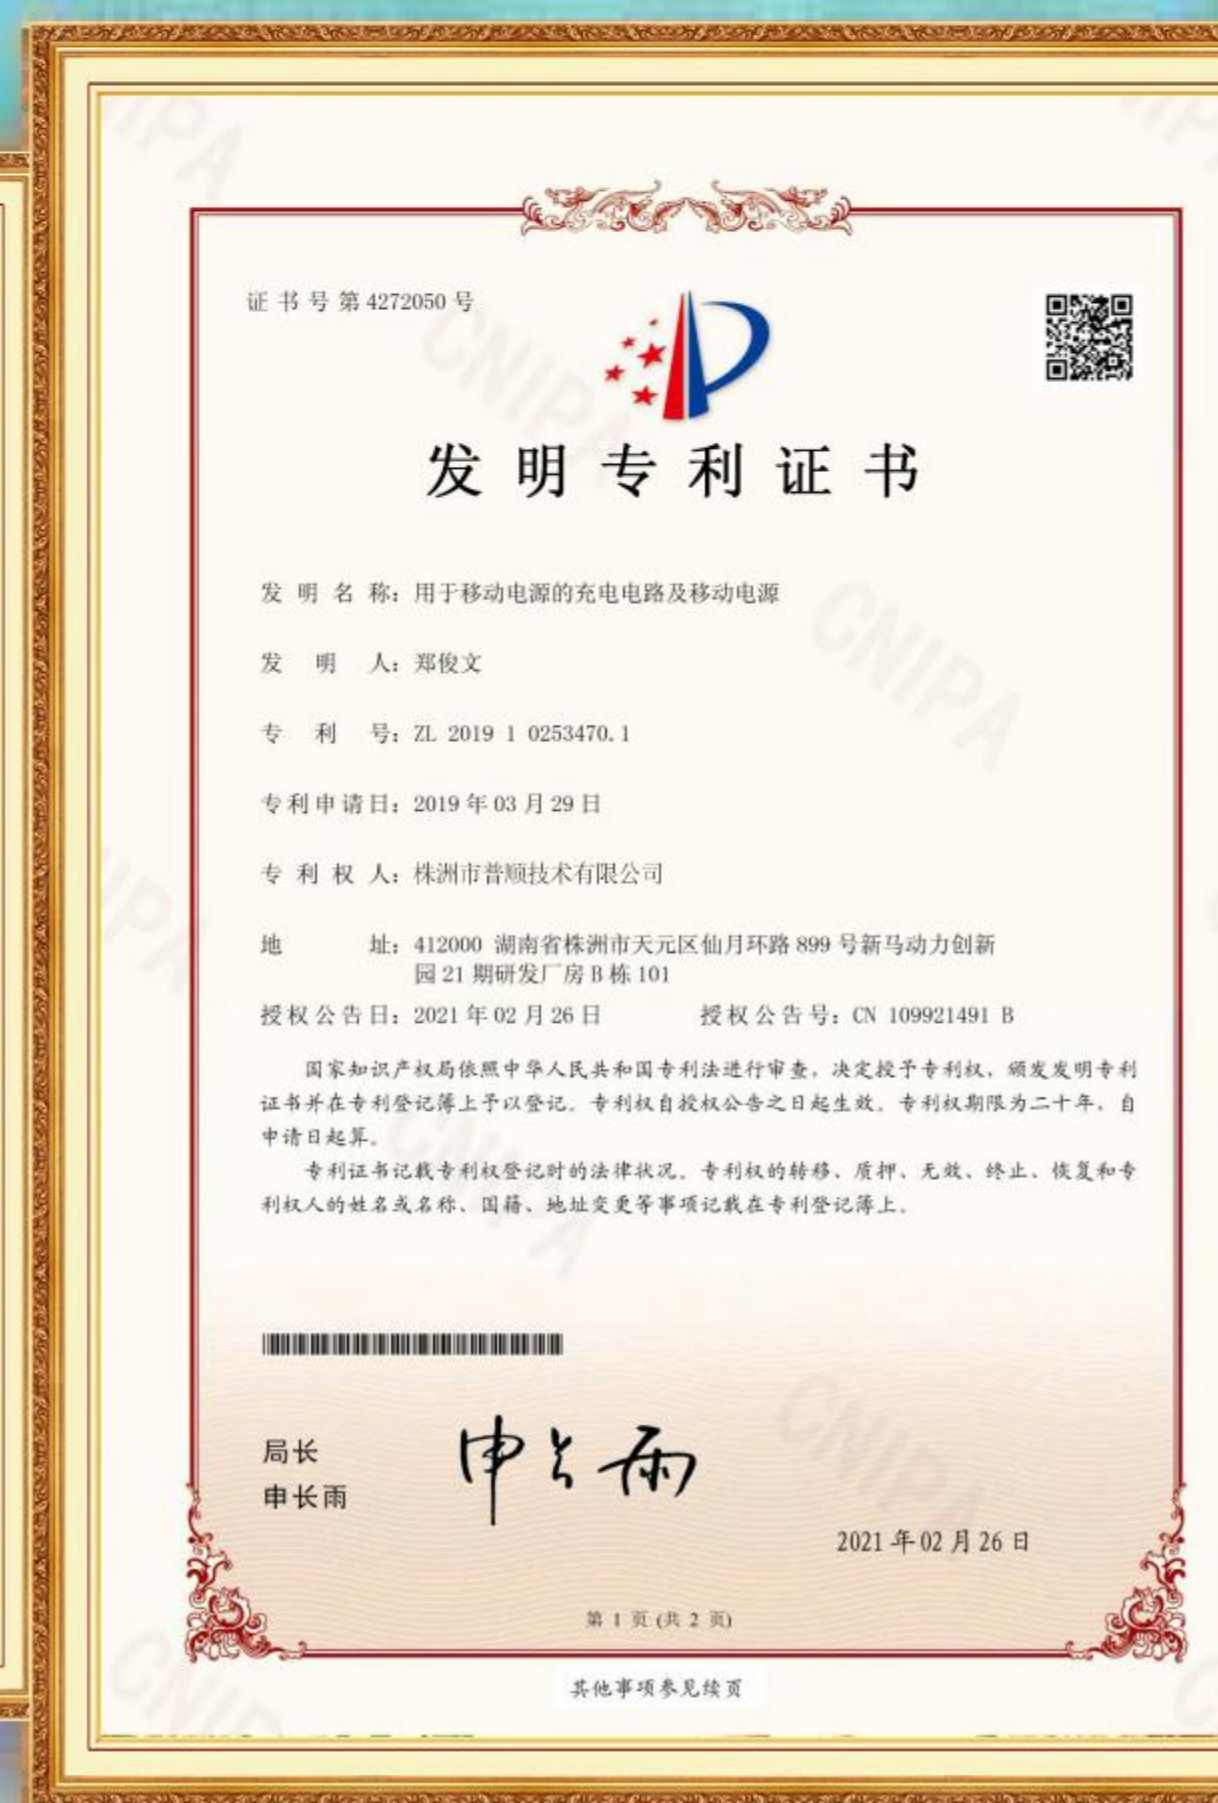 证书号第4272050号
发明专利证书
发明名称：用于移动电源的充电电路及移动电源
发明人：郑俊文
专利号：ZL 2019 1 0253470.1
专利申请日：2019年03月29日
专利权人：株洲市普顺技术有限公司
地址：412000 湖南省株洲市天元区仙月环路899号新马动力创新
园21期研发厂房B栋101
授权公告日：2021年02月26日 授权公告号：CN 109921491 B
国家知识产权局依照中华人民共和国专利法进行审查，决定授予专利权，颁发发明专利
证书并在专利登记簿上予以登记。专利权自授权公告之日起生效。专利权期限为二十年，自
申请日起算。
专利证书记载专利权登记时的法律状况。专利权的转移、质押、无效、终止、恢复和专
利权人的姓名或名称、国籍、地址变更等事项记载在专利登记簿上。
局长
申长雨
申长雨
2021年02月26日
第 1 页 (共 2 页)
其他事项参见续页
CNIPA
CNIPA
CNIPA
CNIPA